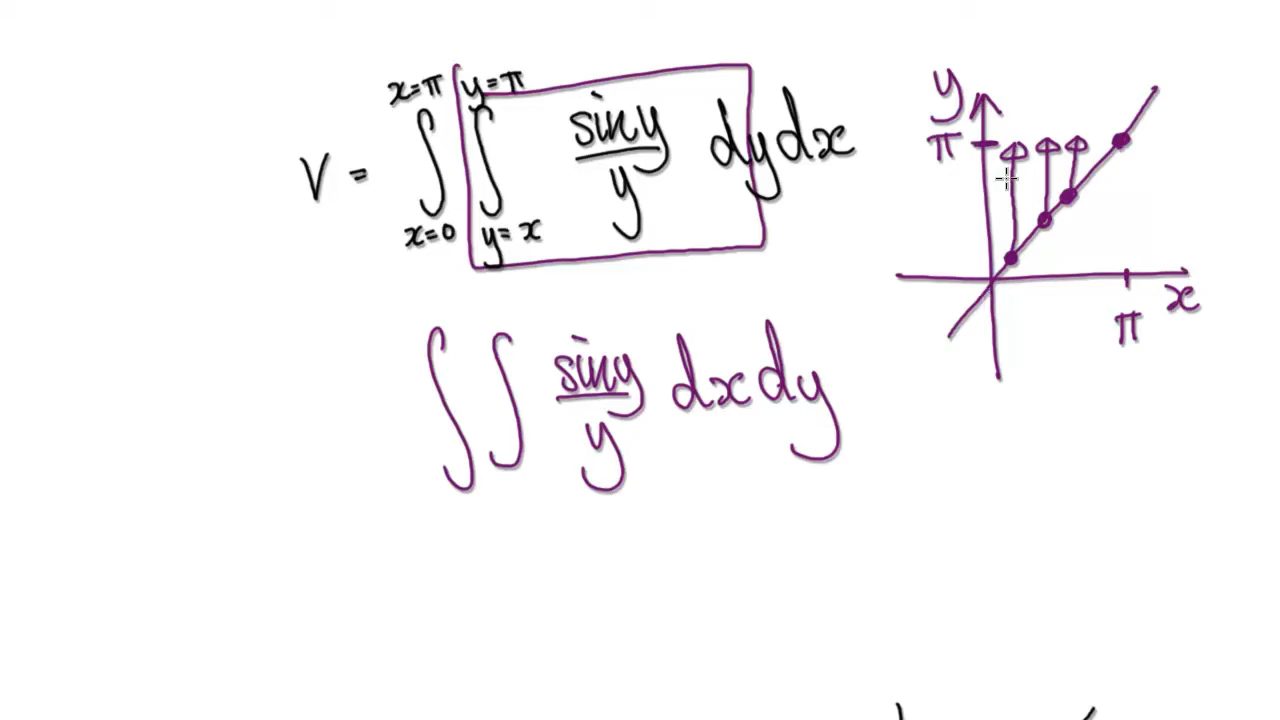 x=π y=π
V = ∫ ∫ sin y / y dy dx
x=0 y=x
∫ ∫ sin y / y dx dy
y
π
x
π